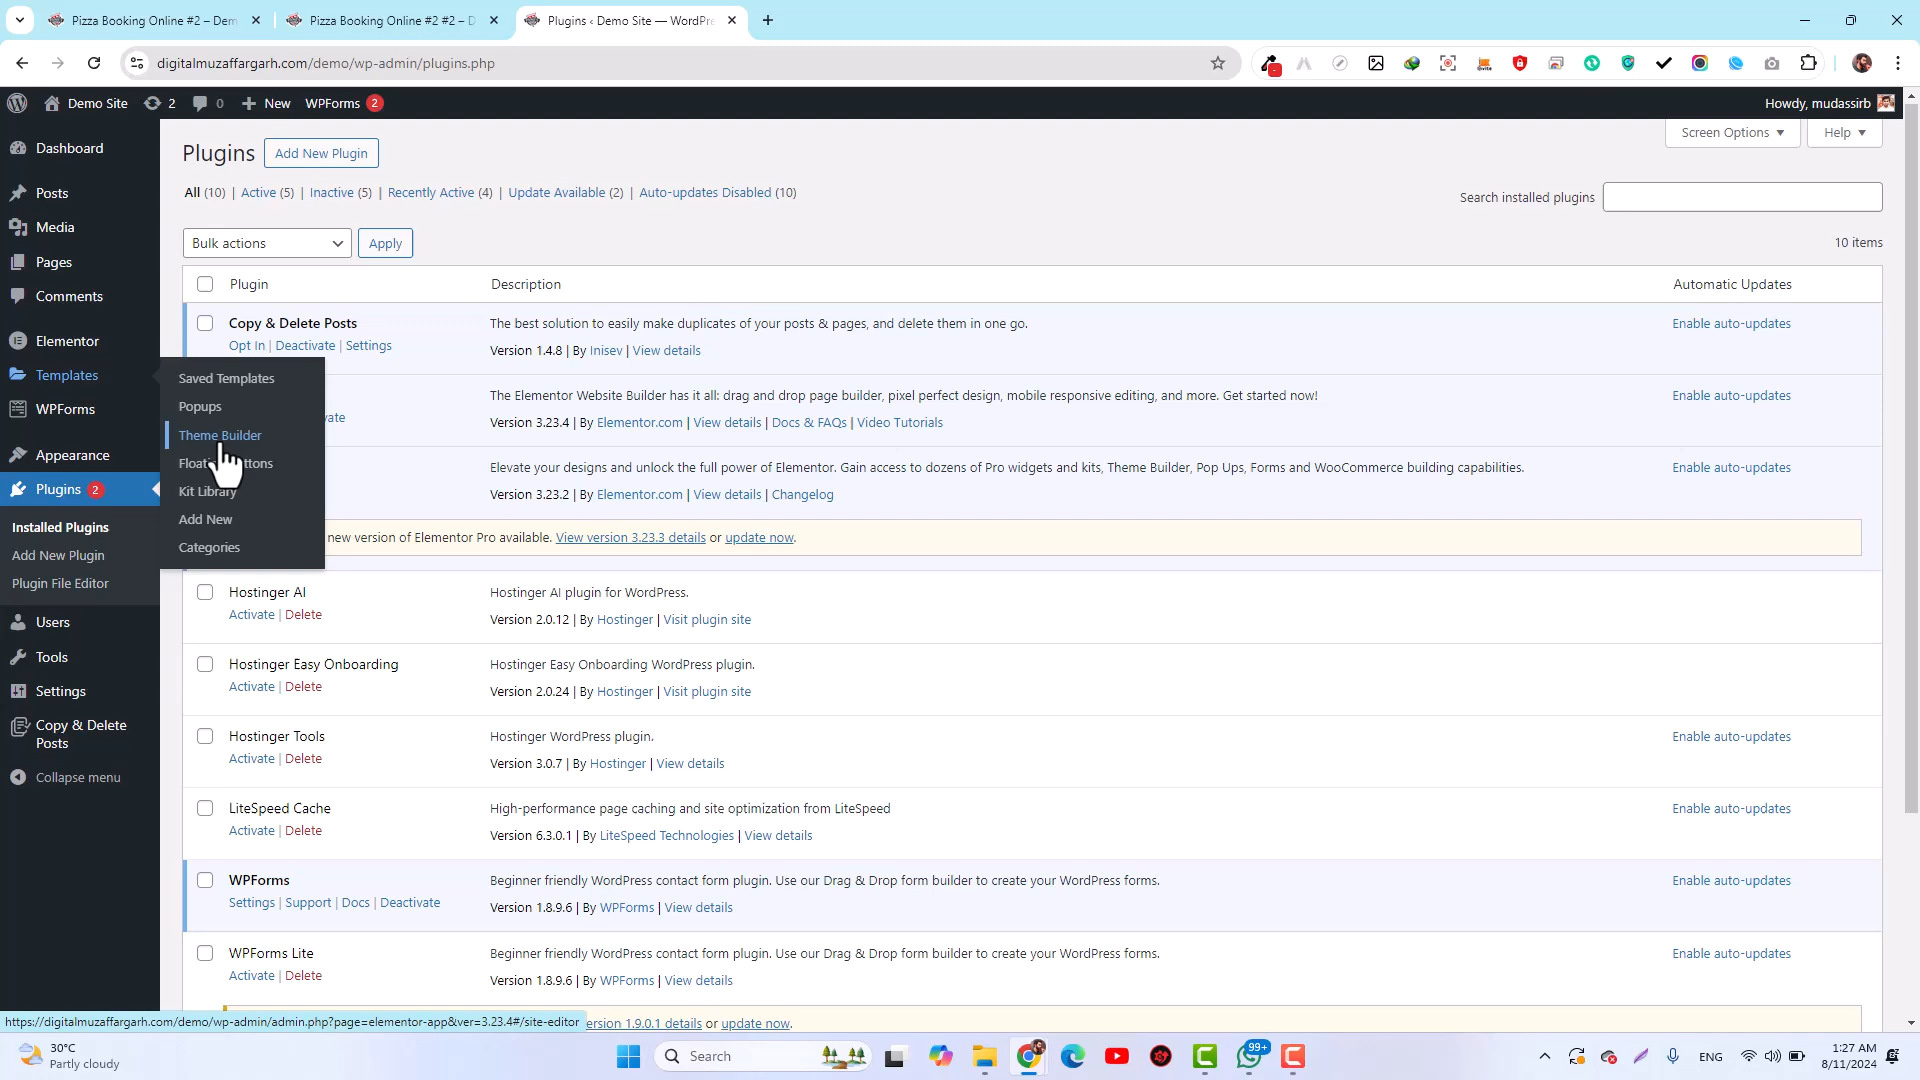 Pizza Booking Online #2 – Dem
Pizza Booking Online #2 #2 – D
Plugins ‹ Demo Site — WordPre
digitalmuzaffargarh.com/demo/wp-admin/plugins.php
Demo Site
2
0
New
WPForms 2
Howdy, mudassirb
Dashboard
Posts
Media
Pages
Comments
Elementor
Templates
WPForms
Appearance
Plugins 2
Installed Plugins
Add New Plugin
Plugin File Editor
Users
Tools
Settings
Copy & Delete
Posts
Collapse menu
Saved Templates
Popups
Theme Builder
Kit Library
Add New
Categories
Plugins
Add New Plugin
Screen Options
Help
All (10) | Active (5) | Inactive (5) | Recently Active (4) | Update Available (2) | Auto-updates Disabled (10)
Search installed plugins
Bulk actions
Apply
10 items
Plugin Description Automatic Updates
Copy & Delete Posts
Opt In | Deactivate | Settings
The best solution to easily make duplicates of your posts & pages, and delete them in one go.
Version 1.4.8 | By Inisev | View details
Enable auto-updates
The Elementor Website Builder has it all: drag and drop page builder, pixel perfect design, mobile responsive editing, and more. Get started now!
Version 3.23.4 | By Elementor.com | View details | Docs & FAQs | Video Tutorials
Enable auto-updates
Elevate your designs and unlock the full power of Elementor. Gain access to dozens of Pro widgets and kits, Theme Builder, Pop Ups, Forms and WooCommerce building capabilities.
Version 3.23.2 | By Elementor.com | View details | Changelog
Enable auto-updates
new version of Elementor Pro available. View version 3.23.3 details or update now.
Hostinger AI
Activate | Delete
Hostinger AI plugin for WordPress.
Version 2.0.12 | By Hostinger | Visit plugin site
Hostinger Easy Onboarding
Activate | Delete
Hostinger Easy Onboarding WordPress plugin.
Version 2.0.24 | By Hostinger | Visit plugin site
Hostinger Tools
Activate | Delete
Hostinger WordPress plugin.
Version 3.0.7 | By Hostinger | View details
Enable auto-updates
LiteSpeed Cache
Activate | Delete
High-performance page caching and site optimization from LiteSpeed
Version 6.3.0.1 | By LiteSpeed Technologies | View details
Enable auto-updates
WPForms
Settings | Support | Docs | Deactivate
Beginner friendly WordPress contact form plugin. Use our Drag & Drop form builder to create your WordPress forms.
Version 1.8.9.6 | By WPForms | View details
Enable auto-updates
WPForms Lite
Activate | Delete
Beginner friendly WordPress contact form plugin. Use our Drag & Drop form builder to create your WordPress forms.
Version 1.8.9.6 | By WPForms | View details
Enable auto-updates
ersion 1.9.0.1 details or update now.
https://digitalmuzaffargarh.com/demo/wp-admin/admin.php?page=elementor-app&ver=3.23.4#/site-editor
30°C
Partly cloudy
Search
99+
ENG
1:27 AM
8/11/2024